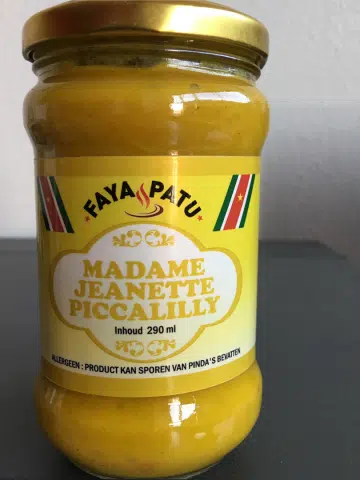 FAYA PATU
MADAME
JEANETTE
PICCALILLY
Inhoud 290 ml
ALLERGEEN : PRODUCT KAN SPOREN VAN PINDA'S BEVATTEN